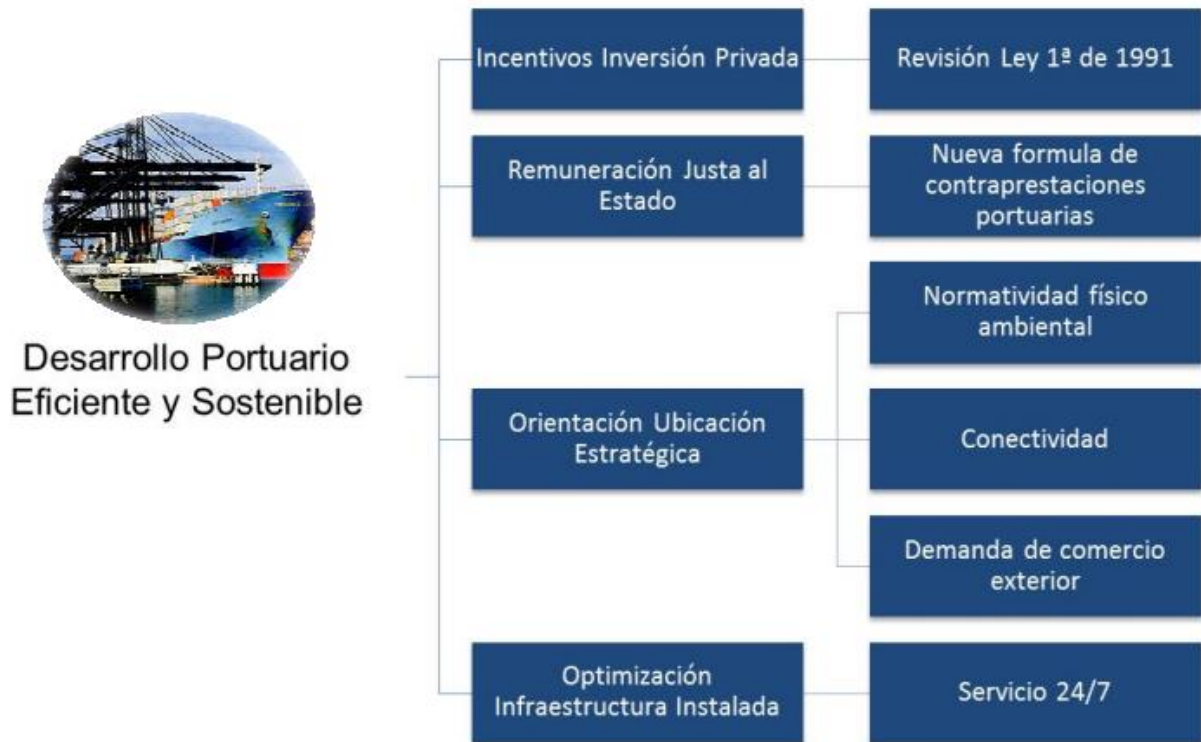 Desarrollo Portuario
Eficiente y Sostenible
Incentivos Inversión Privada
Revisión Ley 1ª de 1991
Remuneración Justa al
Estado
Nueva formula de
contraprestaciones
portuarias
Orientación Ubicación
Estratégica
Normatividad físico
ambiental
Conectividad
Demanda de comercio
exterior
Optimización
Infraestructura Instalada
Servicio 24/7